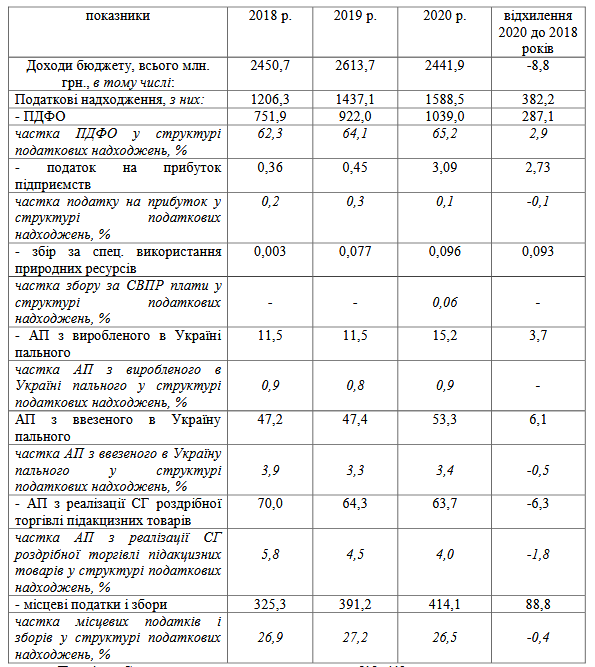 показники 2018 р. 2019 р. 2020 р. відхилення
2020 до 2018
років
Доходи бюджету, всього млн. 2450,7 2613,7 2441,9 -8,8
грн., в тому числі:
Податкові надходження, з них: 1206,3 1437,1 1588,5 382,2
- ПДФО 751,9 922,0 1039,0 287,1
частка ПДФО у структурі 62,3 64,1 65,2 2,9
податкових надходжень, %
- податок на прибуток 0,36 0,45 3,09 2,73
підприємств
частка податку на прибуток у 0,2 0,3 0,1 -0,1
структурі податкових
надходжень, %
- збір за спец. використання 0,003 0,077 0,096 0,093
природних ресурсів
частка збору за СВПР плати у
структурі податкових - - 0,06 -
надходжень, %
- АП з виробленого в Україні 11,5 11,5 15,2 3,7
пального
частка АП з виробленого в
Україні пального у структурі 0,9 0,8 0,9 -
податкових надходжень, %
АП з ввезеного в Україну 47,2 47,4 53,3 6,1
пального
частка АП з ввезеного в Україну
пального у структурі 3,9 3,3 3,4 -0,5
податкових надходжень, %
- АП з реалізації СГ роздрібної 70,0 64,3 63,7 -6,3
торгівлі підакцизних товарів
частка АП з реалізації СГ
роздрібної торгівлі підакцизних 5,8 4,5 4,0 -1,8
товарів у структурі податкових
надходжень, %
- місцеві податки і збори 325,3 391,2 414,1 88,8
частка місцевих податків і
зборів у структурі податкових 26,9 27,2 26,5 -0,4
надходжень, %